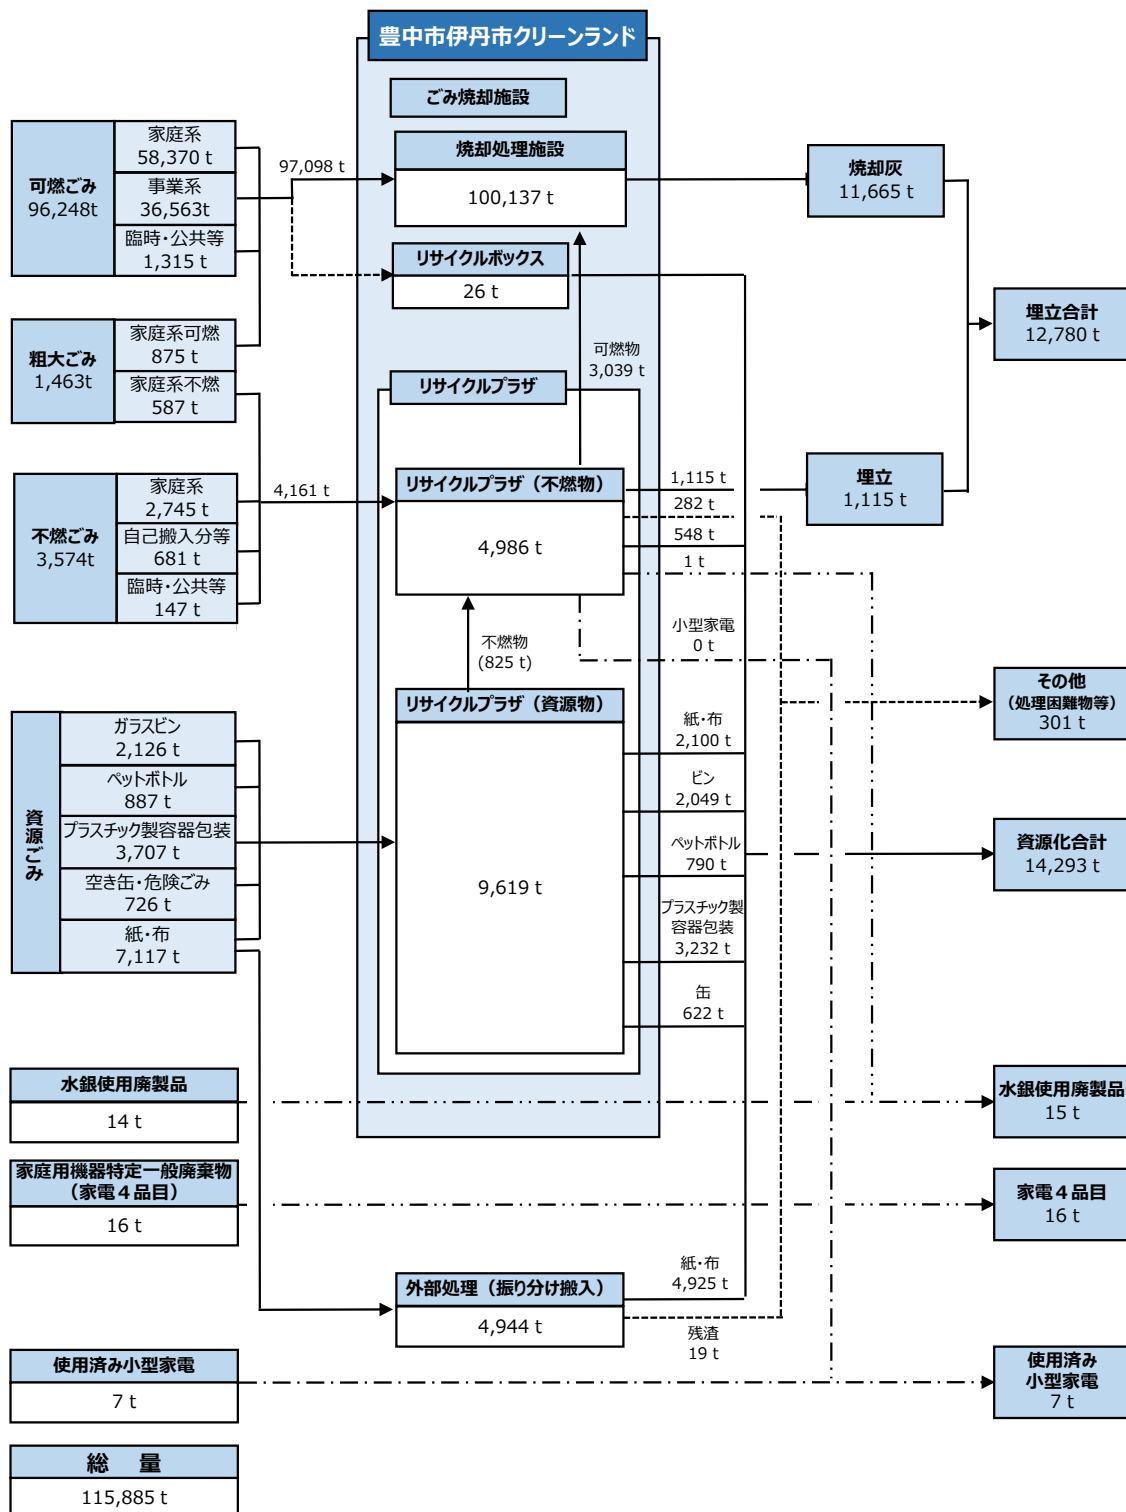 豊中市伊丹市クリーンランド
ごみ焼却施設
可燃ごみ
96,248t
家庭系
58,370 t
事業系
36,563t
臨時・公共等
1,315 t
97,098 t
焼却処理施設
100,137 t
焼却灰
11,665 t
リサイクルボックス
26 t
埋立合計
12,780 t
粗大ごみ
1,463t
家庭系可燃
875 t
家庭系不燃
587 t
可燃物
3,039 t
リサイクルプラザ
不燃ごみ
3,574t
家庭系
2,745 t
自己搬入分等
681 t
臨時・公共等
147 t
4,161 t
リサイクルプラザ（不燃物）
4,986 t
1,115 t
282 t
548 t
1 t
埋立
1,115 t
小型家電
0 t
不燃物
(825 t)
その他
（処理困難物等）
301 t
資源ごみ
ガラスビン
2,126 t
ペットボトル
887 t
プラスチック製容器包装
3,707 t
空き缶・危険ごみ
726 t
紙・布
7,117 t
リサイクルプラザ（資源物）
9,619 t
紙・布
2,100 t
ビン
2,049 t
ペットボトル
790 t
プラスチック製
容器包装
3,232 t
缶
622 t
資源化合計
14,293 t
水銀使用廃製品
14 t
水銀使用廃製品
15 t
家庭用機器特定一般廃棄物
（家電４品目）
16 t
家電４品目
16 t
外部処理（振り分け搬入）
4,944 t
紙・布
4,925 t
残渣
19 t
使用済み小型家電
7 t
使用済み
小型家電
7 t
総　量
115,885 t